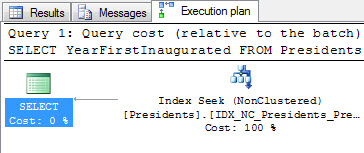 Results Messages Execution plan
Query 1: Query cost (relative to the batch)
SELECT YearFirstInaugurated FROM Presidents
SELECT
Cost: 0 %
Index Seek (NonClustered)
[Presidents].[IDX_NC_Presidents_Pre…
Cost: 100 %